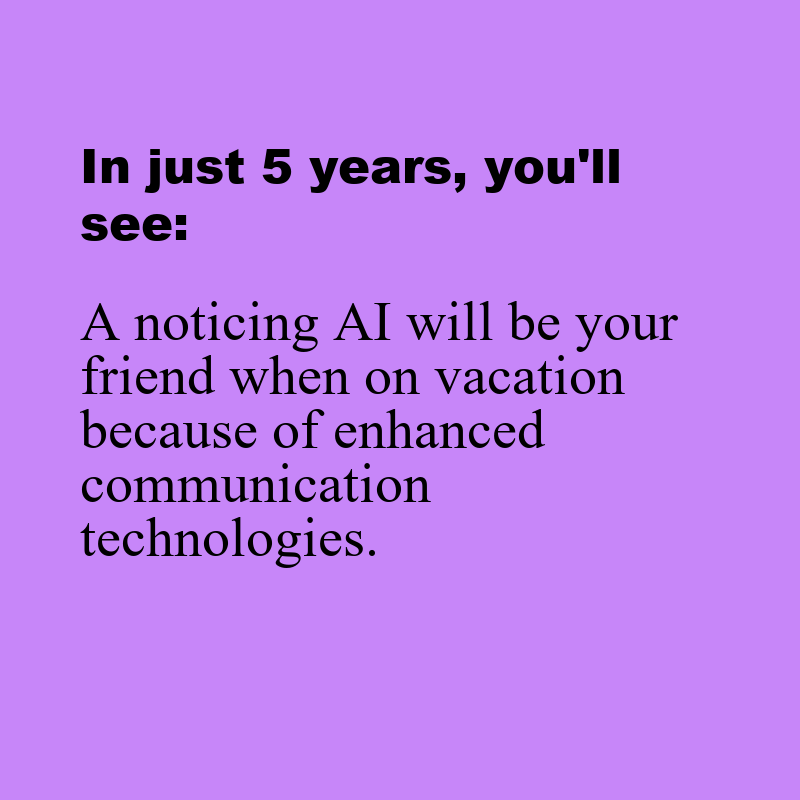 In just 5 years, you'll
see:
A noticing AI will be your
friend when on vacation
because of enhanced
communication
technologies.